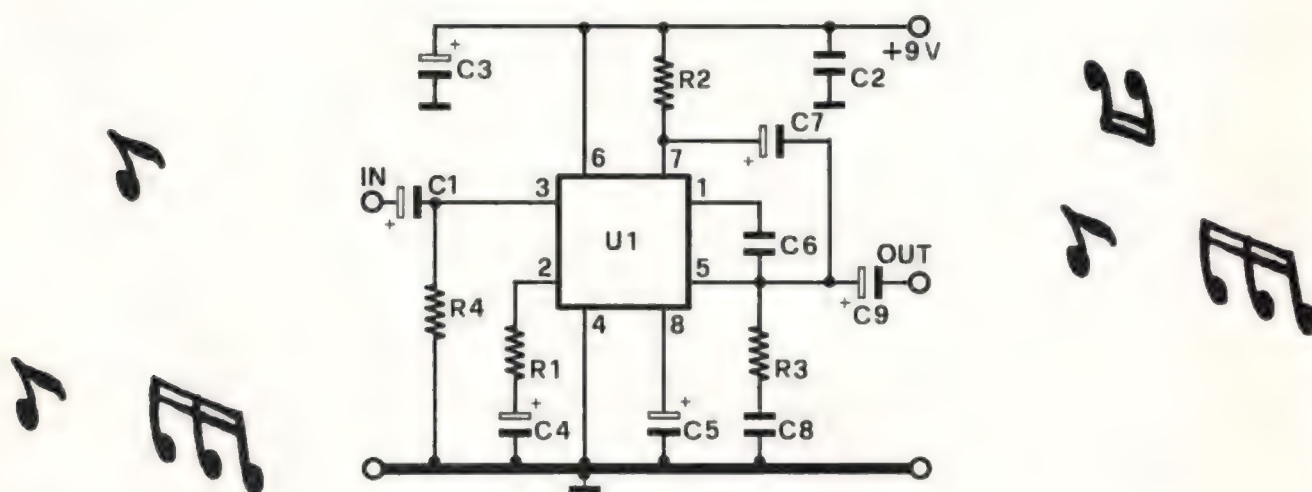 +9V
+
C3
R2
C2
C7
+
6
7
IN
C1
+
3
1
U1
C6
2
5
OUT
+
C9
R4
4
8
R1
R3
+
C4
+
C5
C8